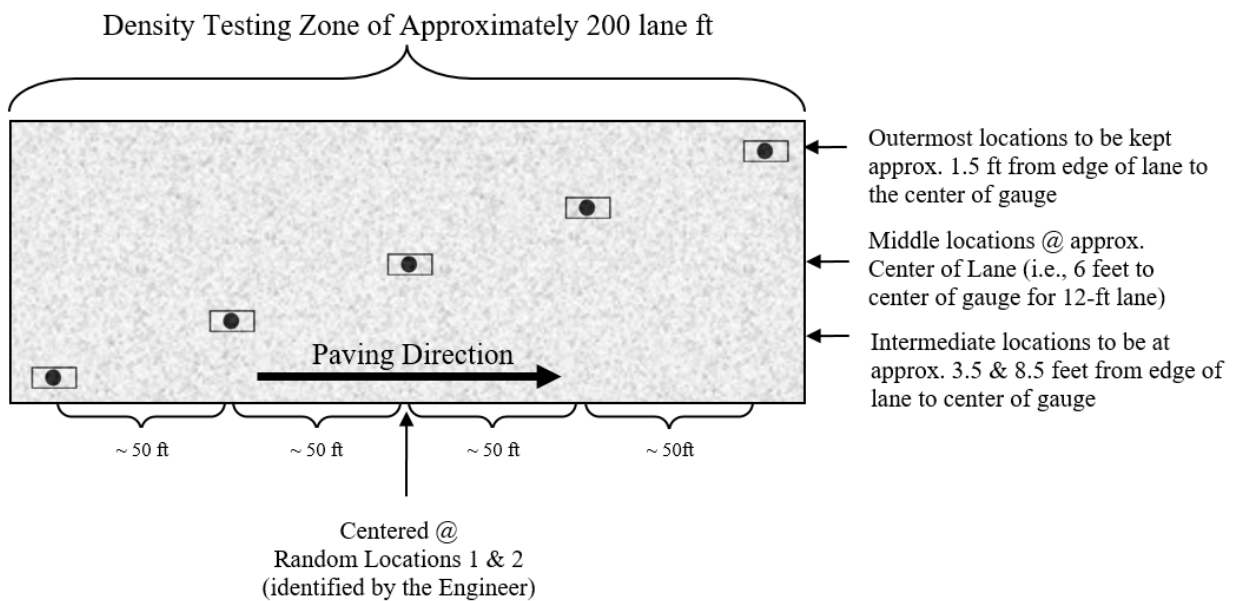 Density Testing Zone of Approximately 200 lane ft
Outermost locations to be kept
approx. 1.5 ft from edge of lane to
the center of gauge
Middle locations @ approx.
Center of Lane (i.e., 6 feet to
center of gauge for 12-ft lane)
Intermediate locations to be at
approx. 3.5 & 8.5 feet from edge of
lane to center of gauge
Paving Direction
~ 50 ft
~ 50 ft
~ 50 ft
~ 50ft
Centered @
Random Locations 1 & 2
(identified by the Engineer)